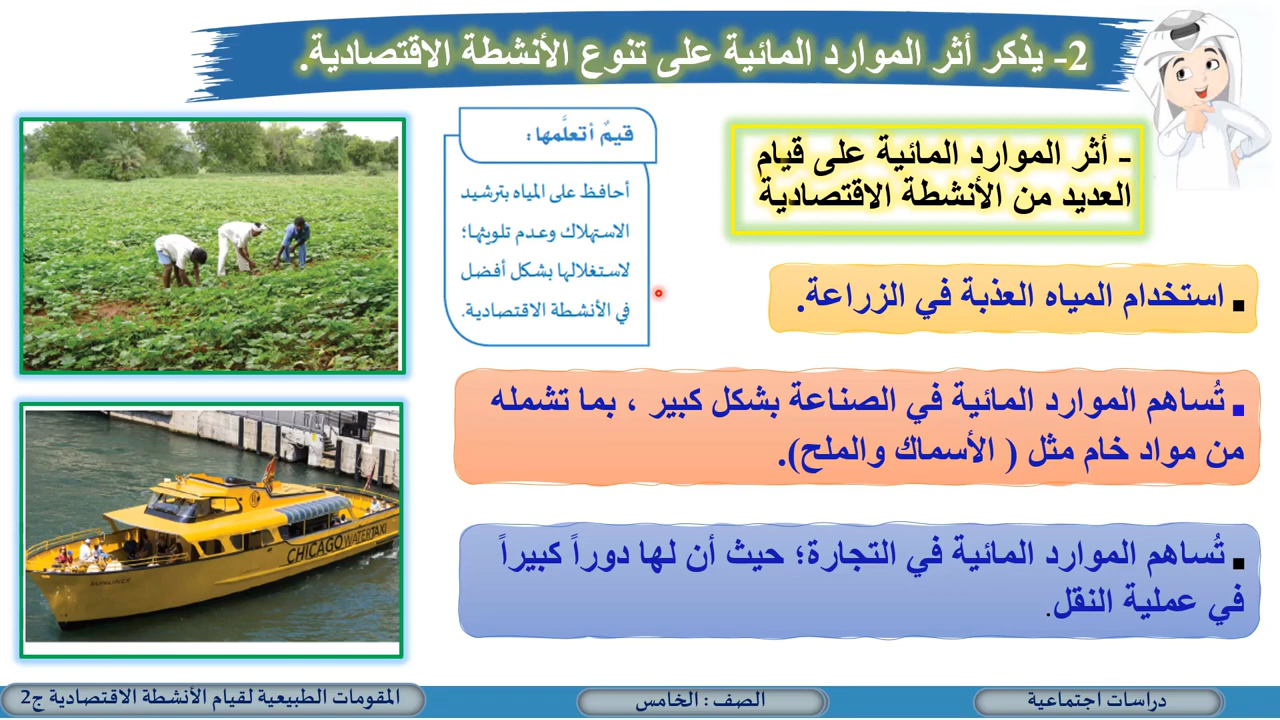 2- يذكر أثر الموارد المائية على تنوع الأنشطة الاقتصادية.
- أثر الموارد المائية على قيام
العديد من الأنشطة الاقتصادية
قيمٌ أتعلَّمها:
أحافظ على المياه بترشيد
الاستهلاك وعدم تلويثها؛
لاستغلالها بشكل أفضل
في الأنشطة الاقتصادية.
▪ استخدام المياه العذبة في الزراعة.
▪ تُساهم الموارد المائية في الصناعة بشكل كبير ، بما تشمله
من مواد خام مثل ( الأسماك والملح).
▪ تُساهم الموارد المائية في التجارة؛ حيث أن لها دوراً كبيراً
في عملية النقل.
CHICAGO WATER TAXI
دراسات اجتماعية
الصف : الخامس
المقومات الطبيعية لقيام الأنشطة الاقتصادية ج2